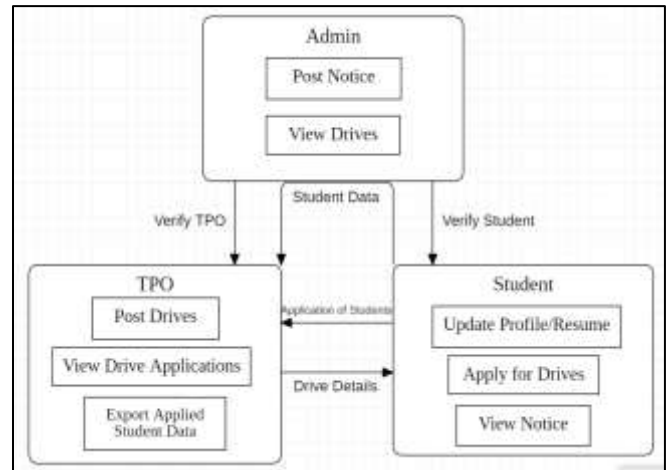 Admin
Post Notice
View Drives
Student Data
Verify TPO
Verify Student
TPO
Post Drives
View Drive Applications
Export Applied
Student Data
Application of Students
Drive Details
Student
Update Profile/Resume
Apply for Drives
View Notice